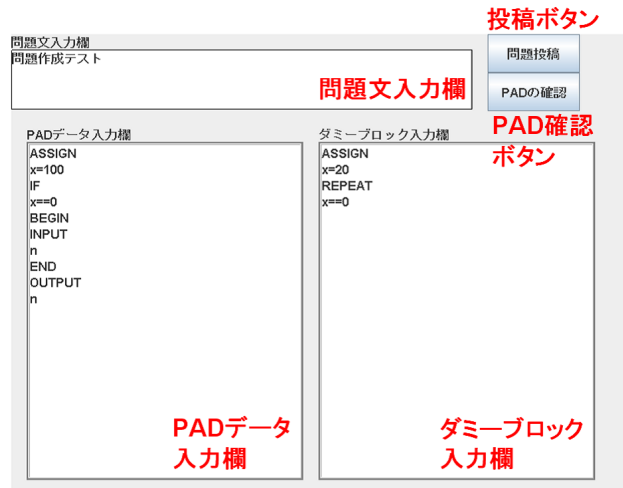 投稿ボタン
問題文入力欄
問題作成テスト
問題文入力欄
問題投稿
PADの確認
PAD確認
ボタン
PADデータ入力欄
ASSIGN
x=100
IF
x==0
BEGIN
INPUT
n
END
OUTPUT
n
PADデータ
入力欄
ダミーブロック入力欄
ASSIGN
x=20
REPEAT
x==0
ダミーブロック
入力欄